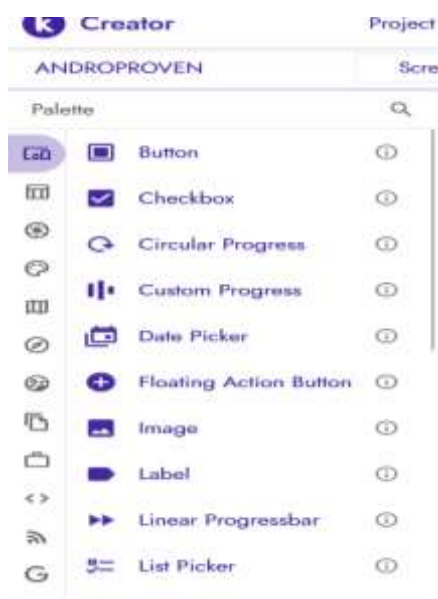 k Creator Project
ANDROPROVEN Scre
Palette
Button
Checkbox
Circular Progress
Custom Progress
Date Picker
Floating Action Button
Image
Label
Linear Progressbar
List Picker